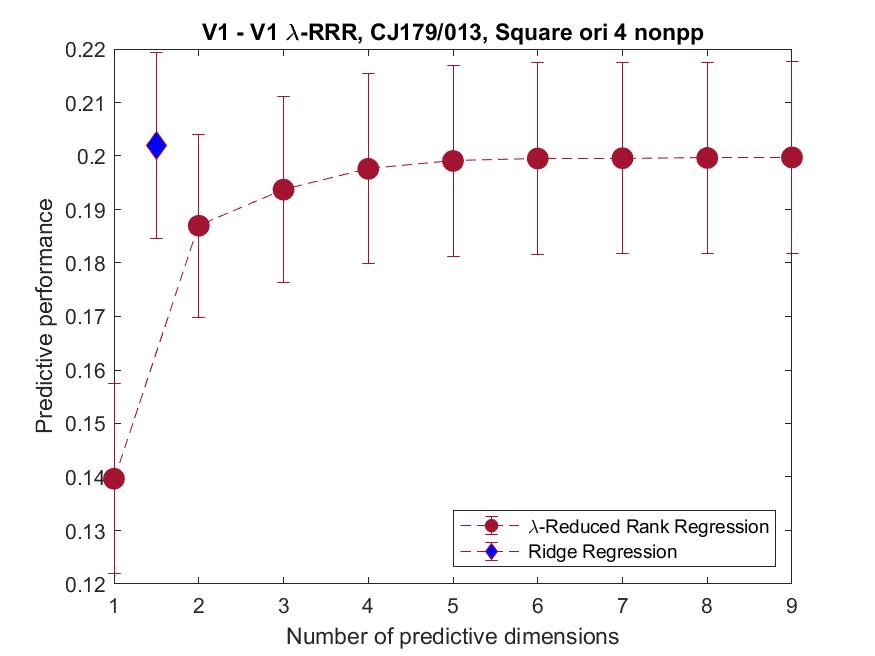 V1 - V1 λ-RRR, CJ179/013, Square ori 4 nonpp
0.22
0.21
0.2
0.19
0.18
0.17
0.16
0.15
0.14
0.13
0.12
Predictive performance
λ-Reduced Rank Regression
Ridge Regression
1 2 3 4 5 6 7 8 9
Number of predictive dimensions